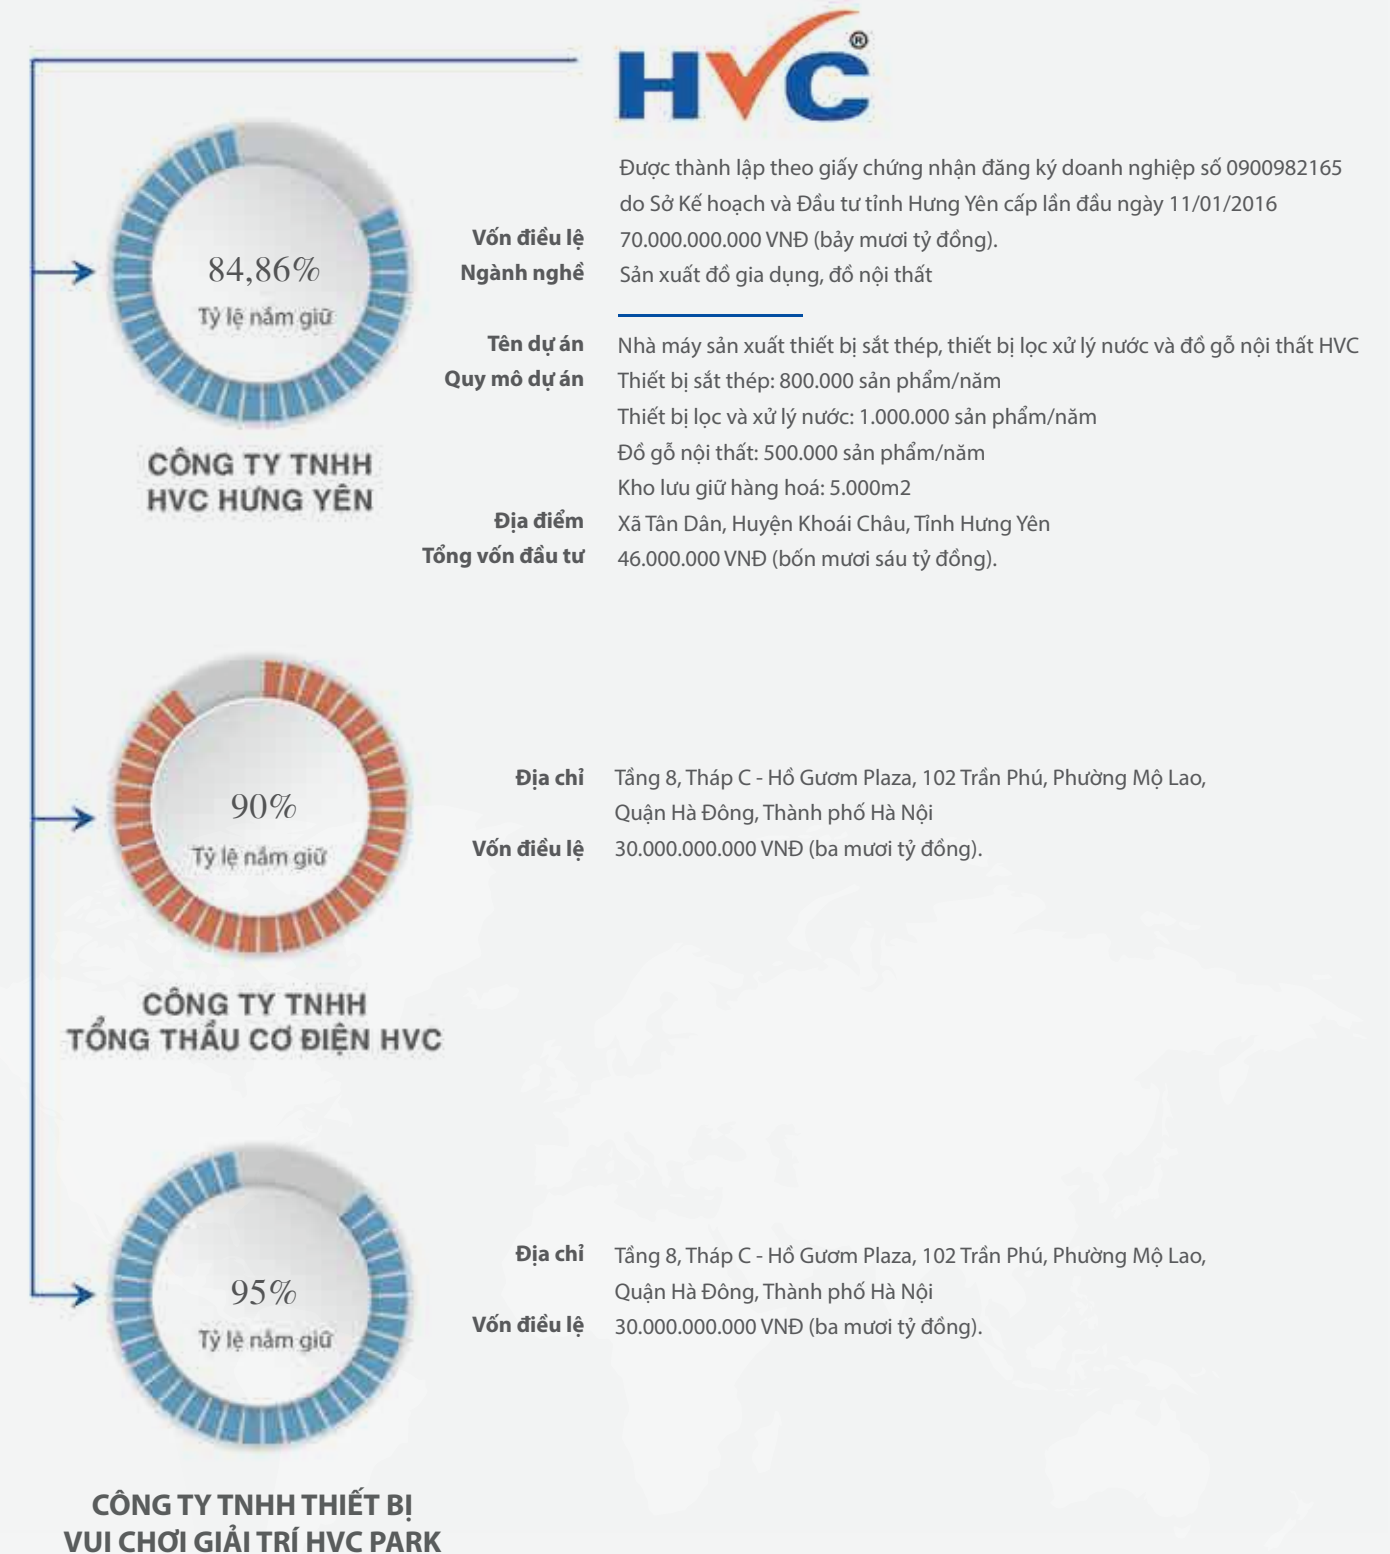 HVC®
Được thành lập theo giấy chứng nhận đăng ký doanh nghiệp số 0900982165
do Sở Kế hoạch và Đầu tư tỉnh Hưng Yên cấp lần đầu ngày 11/01/2016
Vốn điều lệ 70.000.000.000 VNĐ (bảy mươi tỷ đồng).
Ngành nghề Sản xuất đồ gia dụng, đồ nội thất
84,86%
Tỷ lệ nắm giữ
Tên dự án Nhà máy sản xuất thiết bị sắt thép, thiết bị lọc xử lý nước và đồ gỗ nội thất HVC
Quy mô dự án Thiết bị sắt thép: 800.000 sản phẩm/năm
Thiết bị lọc và xử lý nước: 1.000.000 sản phẩm/năm
Đồ gỗ nội thất: 500.000 sản phẩm/năm
Kho lưu giữ hàng hoá: 5.000m2
Địa điểm Xã Tân Dân, Huyện Khoái Châu, Tỉnh Hưng Yên
Tổng vốn đầu tư 46.000.000 VNĐ (bốn mươi sáu tỷ đồng).
CÔNG TY TNHH
HVC HƯNG YÊN
90%
Tỷ lệ nắm giữ
Địa chỉ Tầng 8, Tháp C - Hồ Gươm Plaza, 102 Trần Phú, Phường Mộ Lao,
Quận Hà Đông, Thành phố Hà Nội
Vốn điều lệ 30.000.000.000 VNĐ (ba mươi tỷ đồng).
CÔNG TY TNHH
TỔNG THẦU CƠ ĐIỆN HVC
95%
Tỷ lệ nắm giữ
Địa chỉ Tầng 8, Tháp C - Hồ Gươm Plaza, 102 Trần Phú, Phường Mộ Lao,
Quận Hà Đông, Thành phố Hà Nội
Vốn điều lệ 30.000.000.000 VNĐ (ba mươi tỷ đồng).
CÔNG TY TNHH THIẾT BỊ
VUI CHƠI GIẢI TRÍ HVC PARK